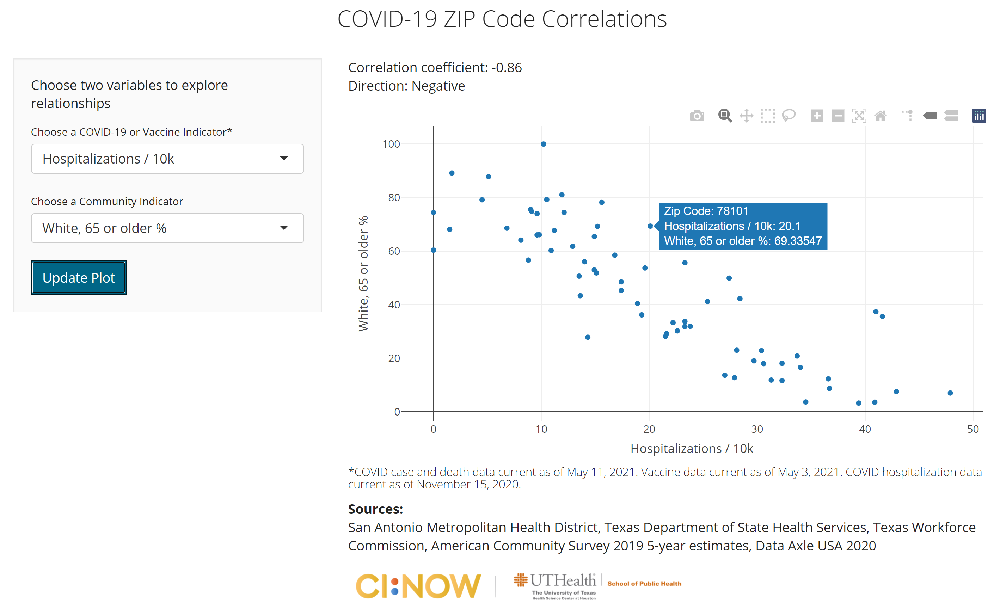 COVID-19 ZIP Code Correlations
Choose two variables to explore
relationships
Choose a COVID-19 or Vaccine Indicator*
Hospitalizations / 10k
Choose a Community Indicator
White, 65 or older %
Update Plot
Correlation coefficient: -0.86
Direction: Negative
100
80
60
40
20
0
White, 65 or older %
Zip Code: 78101
Hospitalizations / 10k: 20.1
White, 65 or older %: 69.33547
0 10 20 30 40 50
Hospitalizations / 10k
*COVID case and death data current as of May 11, 2021. Vaccine data current as of May 3, 2021. COVID hospitalization data
current as of November 15, 2020.
Sources:
San Antonio Metropolitan Health District, Texas Department of State Health Services, Texas Workforce
Commission, American Community Survey 2019 5-year estimates, Data Axle USA 2020
CI:NOW
UTHealth®
The University of Texas
Health Science Center at Houston
School of Public Health